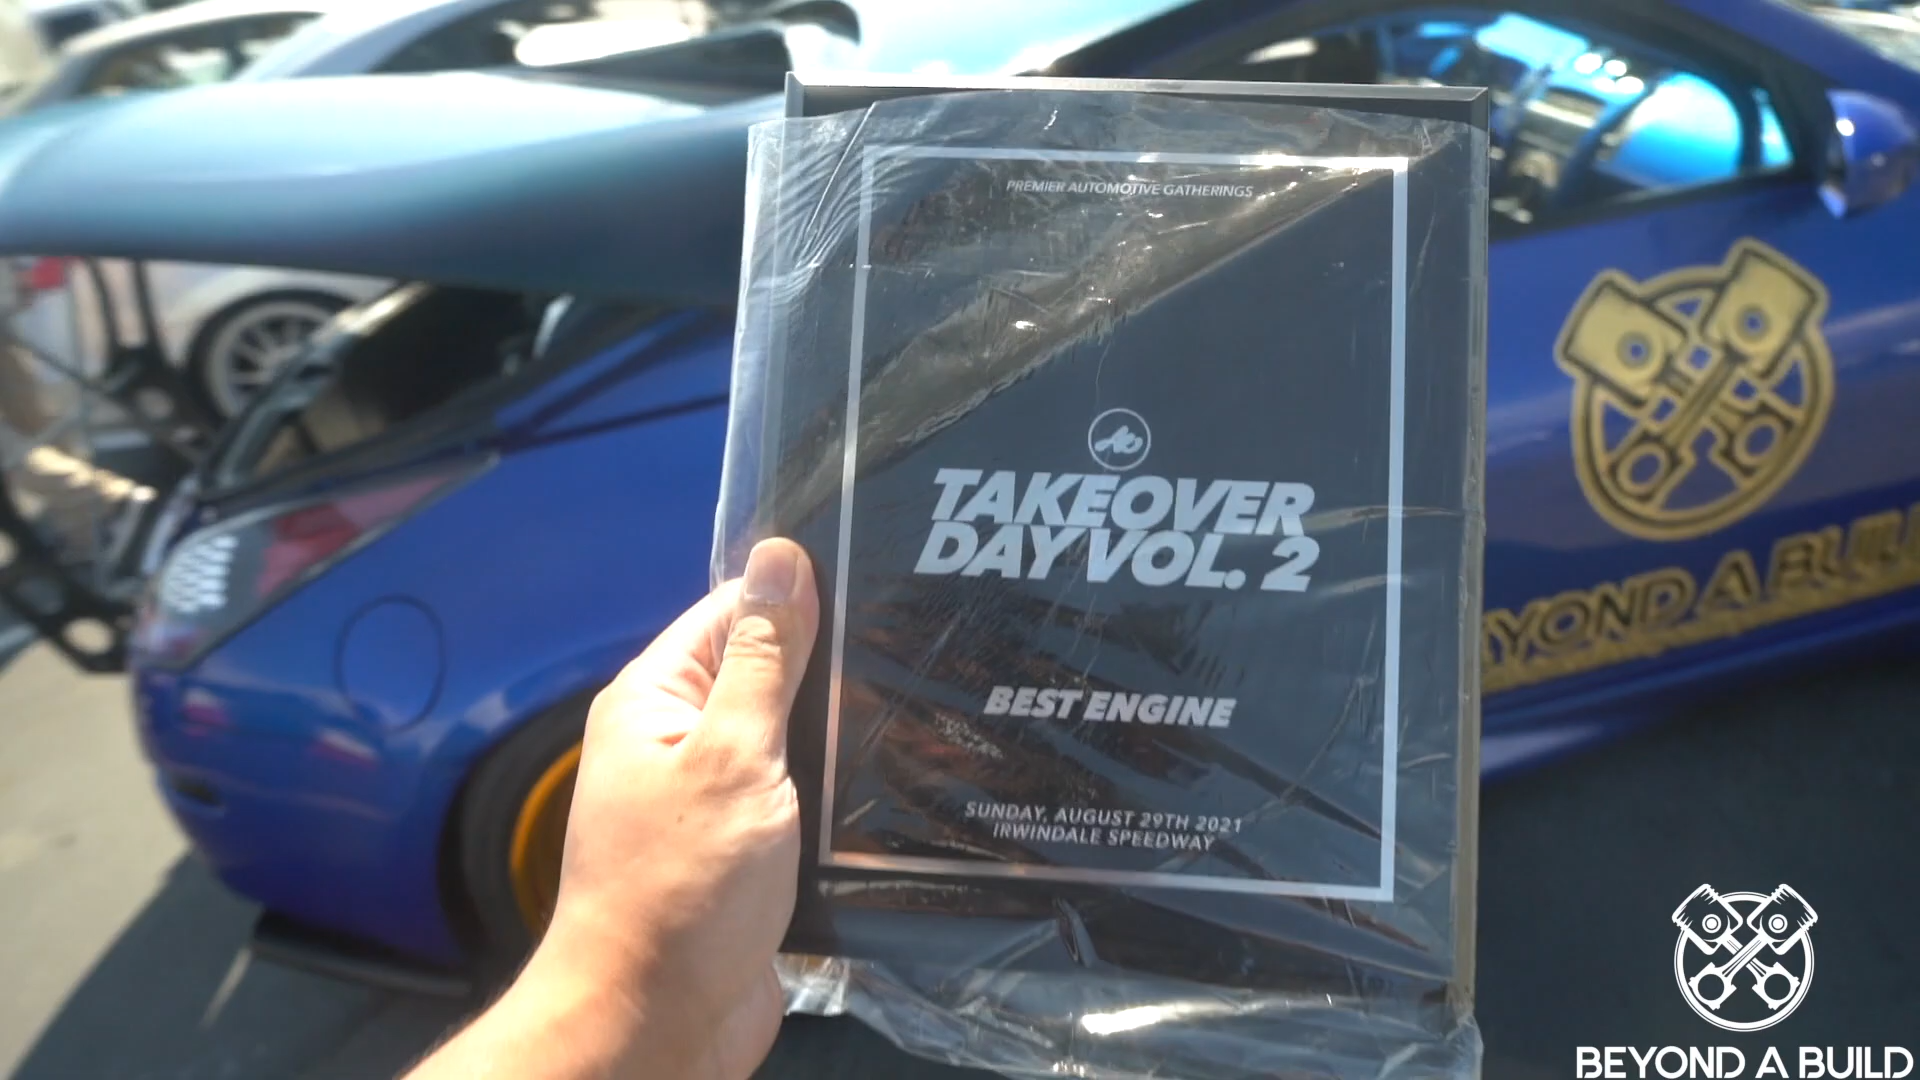 PREMIER AUTOMOTIVE GATHERINGS
TAKEOVER
DAY VOL. 2
BEST ENGINE
SUNDAY, AUGUST 29TH 2021
IRWINDALE SPEEDWAY
YOND A BUIL
BEYOND A BUILD